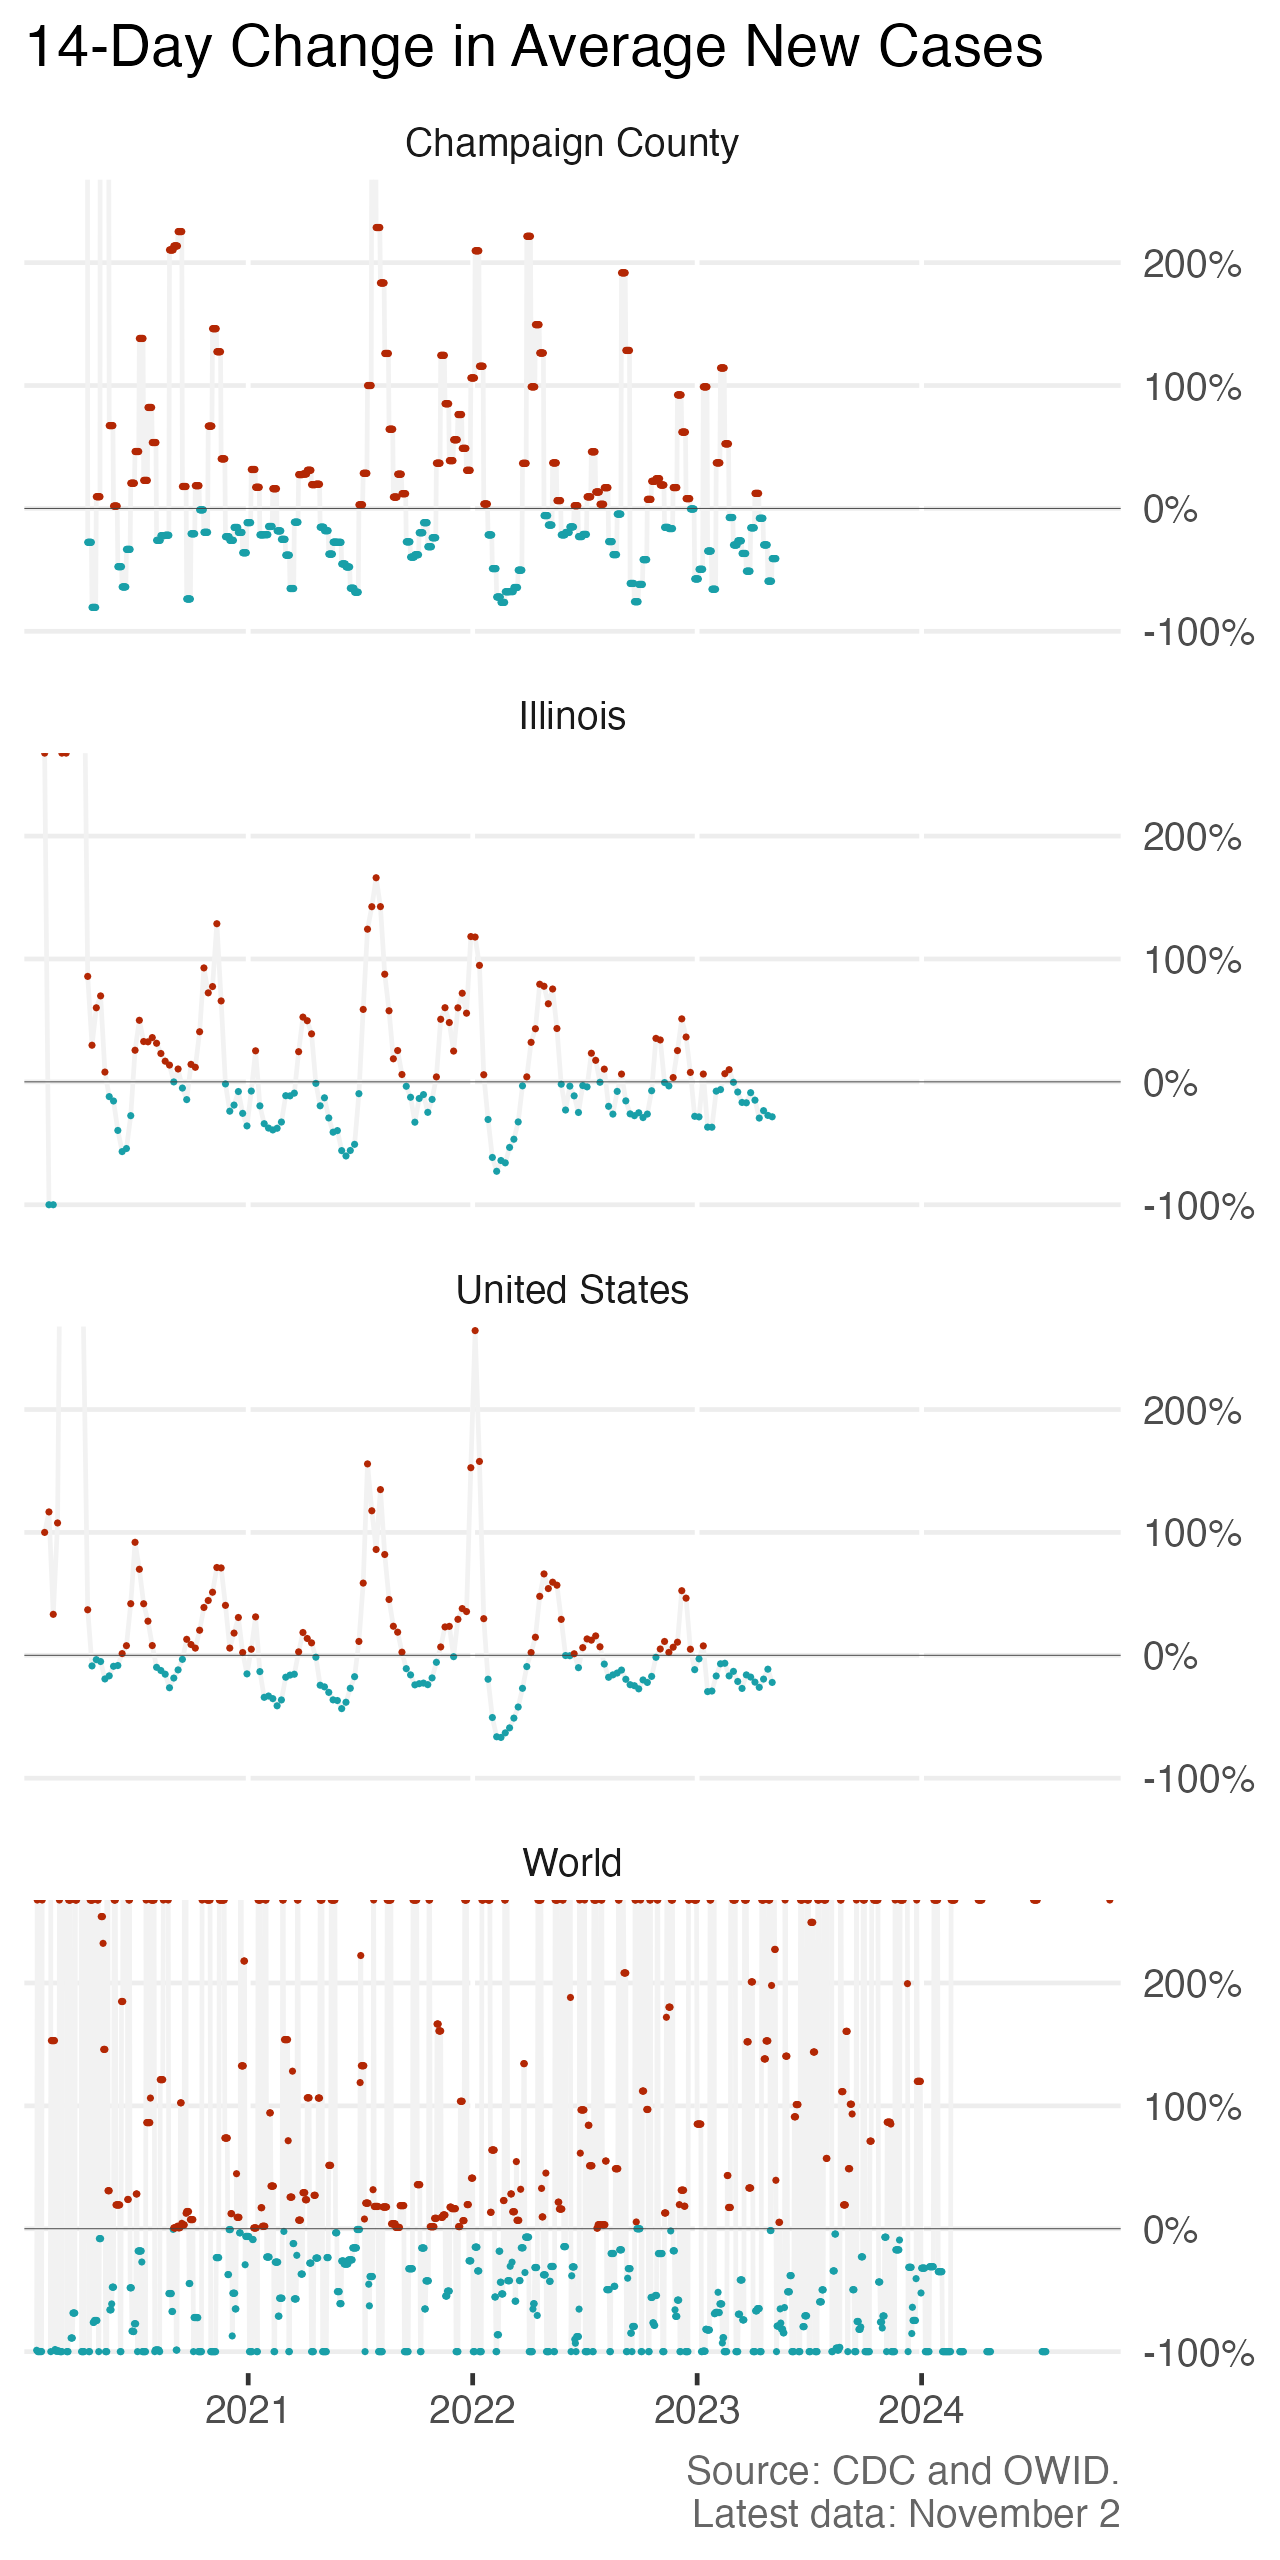 14-Day Change in Average New Cases
Champaign County
200%
100%
0%
-100%
Illinois
200%
100%
0%
-100%
United States
200%
100%
0%
-100%
World
200%
100%
0%
-100%
2021 2022 2023 2024
Source: CDC and OWID.
Latest data: November 2